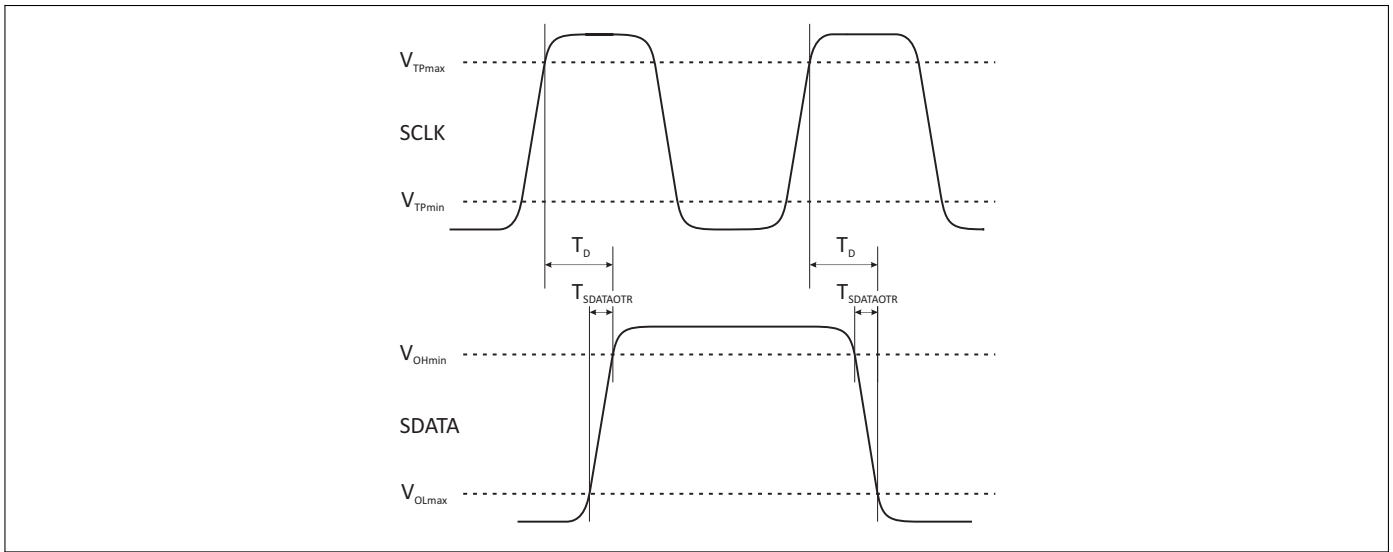 V_TPmax
SCLK
V_TPmin
T_D T_D
T_SDATAOTR T_SDATAOTR
V_OHmin
SDATA
V_OLmax